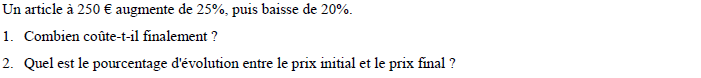 Un article à 250 € augmente de 25%, puis baisse de 20%.
1. Combien coûte-t-il finalement ?
2. Quel est le pourcentage d'évolution entre le prix initial et le prix final ?